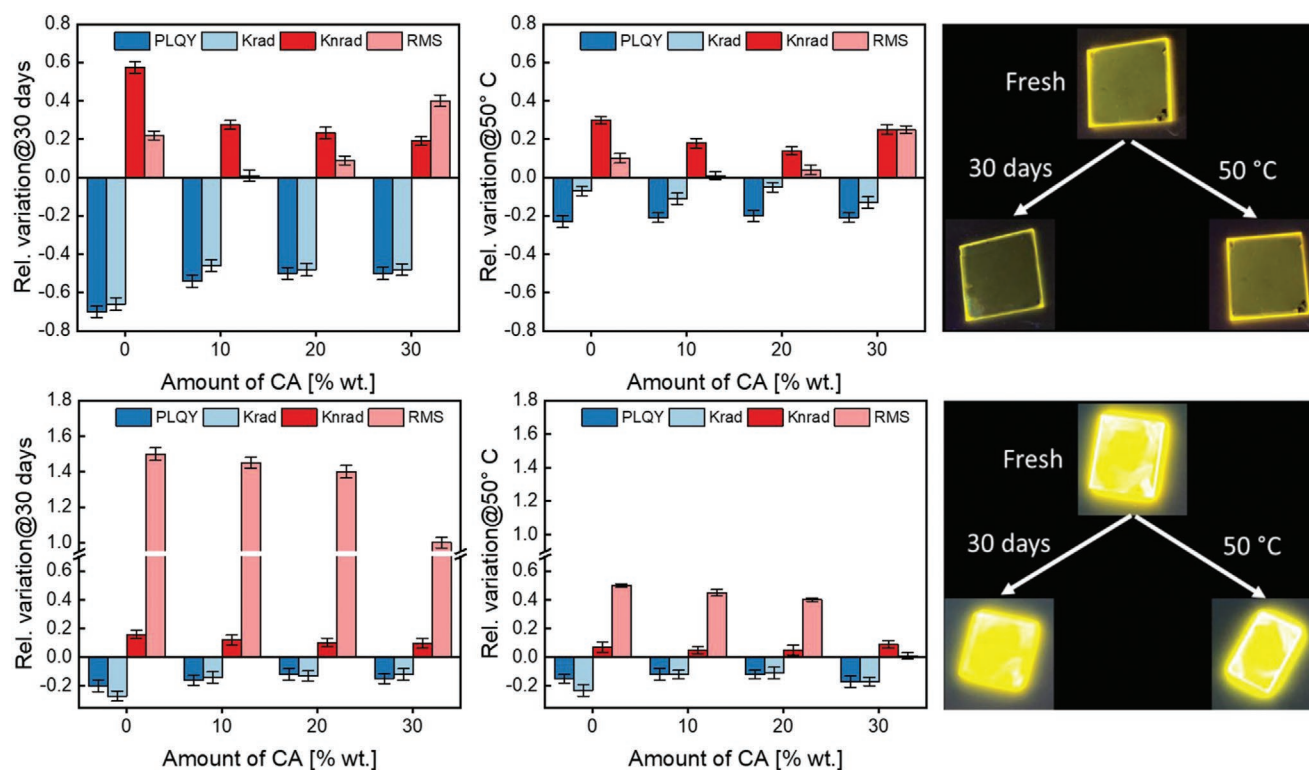 PLQY Krad Knrad RMS
Rel. variation@30 days
0.8
0.6
0.4
0.2
0.0
-0.2
-0.4
-0.6
-0.8
0 10 20 30
Amount of CA [% wt.]
PLQY Krad Knrad RMS
Rel. variation@50° C
0.8
0.6
0.4
0.2
0.0
-0.2
-0.4
-0.6
-0.8
0 10 20 30
Amount of CA [% wt.]
Fresh
30 days
50 °C
PLQY Krad Knrad RMS
Rel. variation@30 days
1.8
1.6
1.4
1.2
1.0
0.6
0.4
0.2
0.0
-0.2
0 10 20 30
Amount of CA [% wt.]
PLQY Krad Knrad RMS
Rel. variation@50° C
1.8
1.6
1.4
1.2
1.0
0.6
0.4
0.2
0.0
-0.2
0 10 20 30
Amount of CA [% wt.]
Fresh
30 days
50 °C